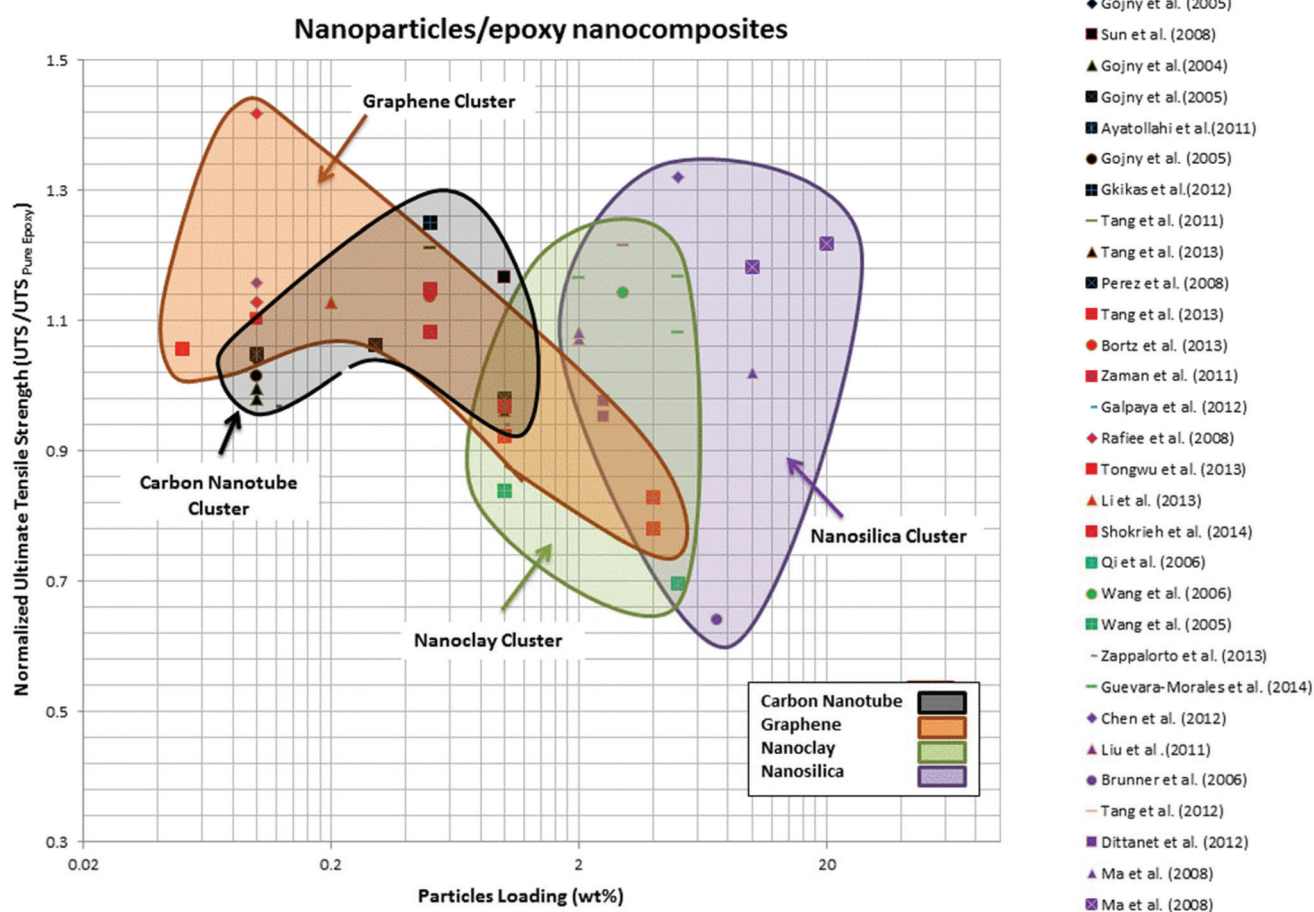 Nanoparticles/epoxy nanocomposites
Normalized Ultimate Tensile Strength (UTS /UTS Pure Epoxy)
1.5
1.3
1.1
0.9
0.7
0.5
0.3
0.02
0.2
2
20
Particles Loading (wt%)
Graphene Cluster
Carbon Nanotube
Cluster
Nanoclay Cluster
Nanosilica Cluster
Carbon Nanotube
Graphene
Nanoclay
Nanosilica
Gojny et al. (2005)
Sun et al. (2008)
Gojny et al.(2004)
Gojny et al.(2005)
Ayatollahi et al.(2011)
Gojny et al. (2005)
Gkikas et al.(2012)
Tang et al. (2011)
Tang et al. (2013)
Perez et al. (2008)
Tang et al. (2013)
Bortz et al. (2013)
Zaman et al. (2011)
Galpaya et al. (2012)
Rafiee et al. (2008)
Tongwu et al. (2013)
Li et al. (2013)
Shokrieh et al. (2014)
Qi et al. (2006)
Wang et al. (2006)
Wang et al. (2005)
Zappalorto et al. (2013)
Guevara-Morales et al. (2014)
Chen et al. (2012)
Liu et al .(2011)
Brunner et al. (2006)
Tang et al. (2012)
Dittanet et al. (2012)
Ma et al. (2008)
Ma et al. (2008)